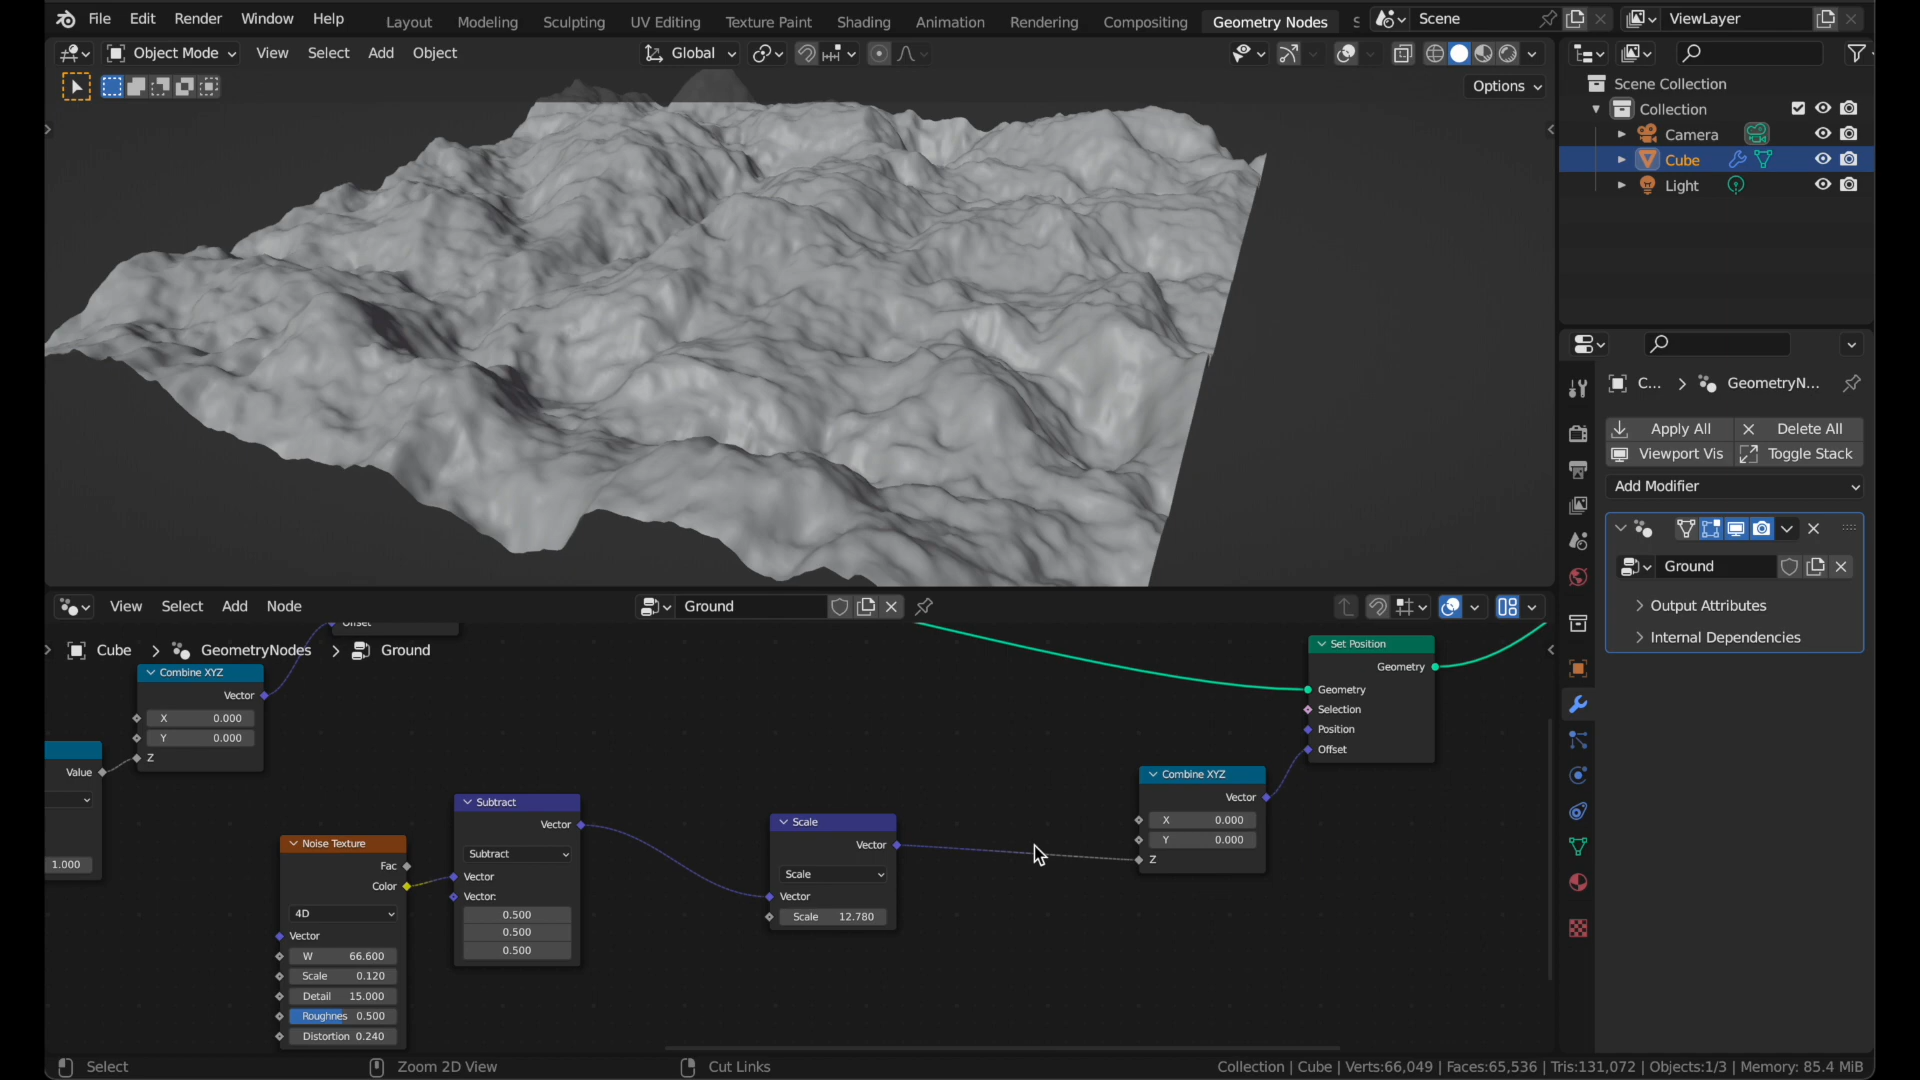 File Edit Render Window Help Layout Modeling Sculpting UV Editing Texture Paint Shading Animation Rendering Compositing Geometry Nodes Scene ViewLayer
Object Mode View Select Add Object Global
Options
Scene Collection
Collection
Camera
Cube
Light
C... GeometryN...
Apply All Delete All
Viewport Vis Toggle Stack
Add Modifier
Ground
Output Attributes
Internal Dependencies
View Select Add Node Ground
Offset
Cube GeometryNodes Ground
Combine XYZ
Vector
X 0.000
Y 0.000
Z
Value
1.000
Noise Texture
Fac
Color
4D
Vector
W 66.600
Scale 0.120
Detail 15.000
Roughnes 0.500
Distortion 0.240
Subtract
Vector
Subtract
Vector
Vector:
0.500
0.500
0.500
Scale
Vector
Scale
Vector
Scale 12.780
Combine XYZ
Vector
X 0.000
Y 0.000
Z
Set Position
Geometry
Geometry
Selection
Position
Offset
Select Zoom 2D View Cut Links Collection | Cube | Verts:66,049 | Faces:65,536 | Tris:131,072 | Objects:1/3 | Memory: 85.4 MiB